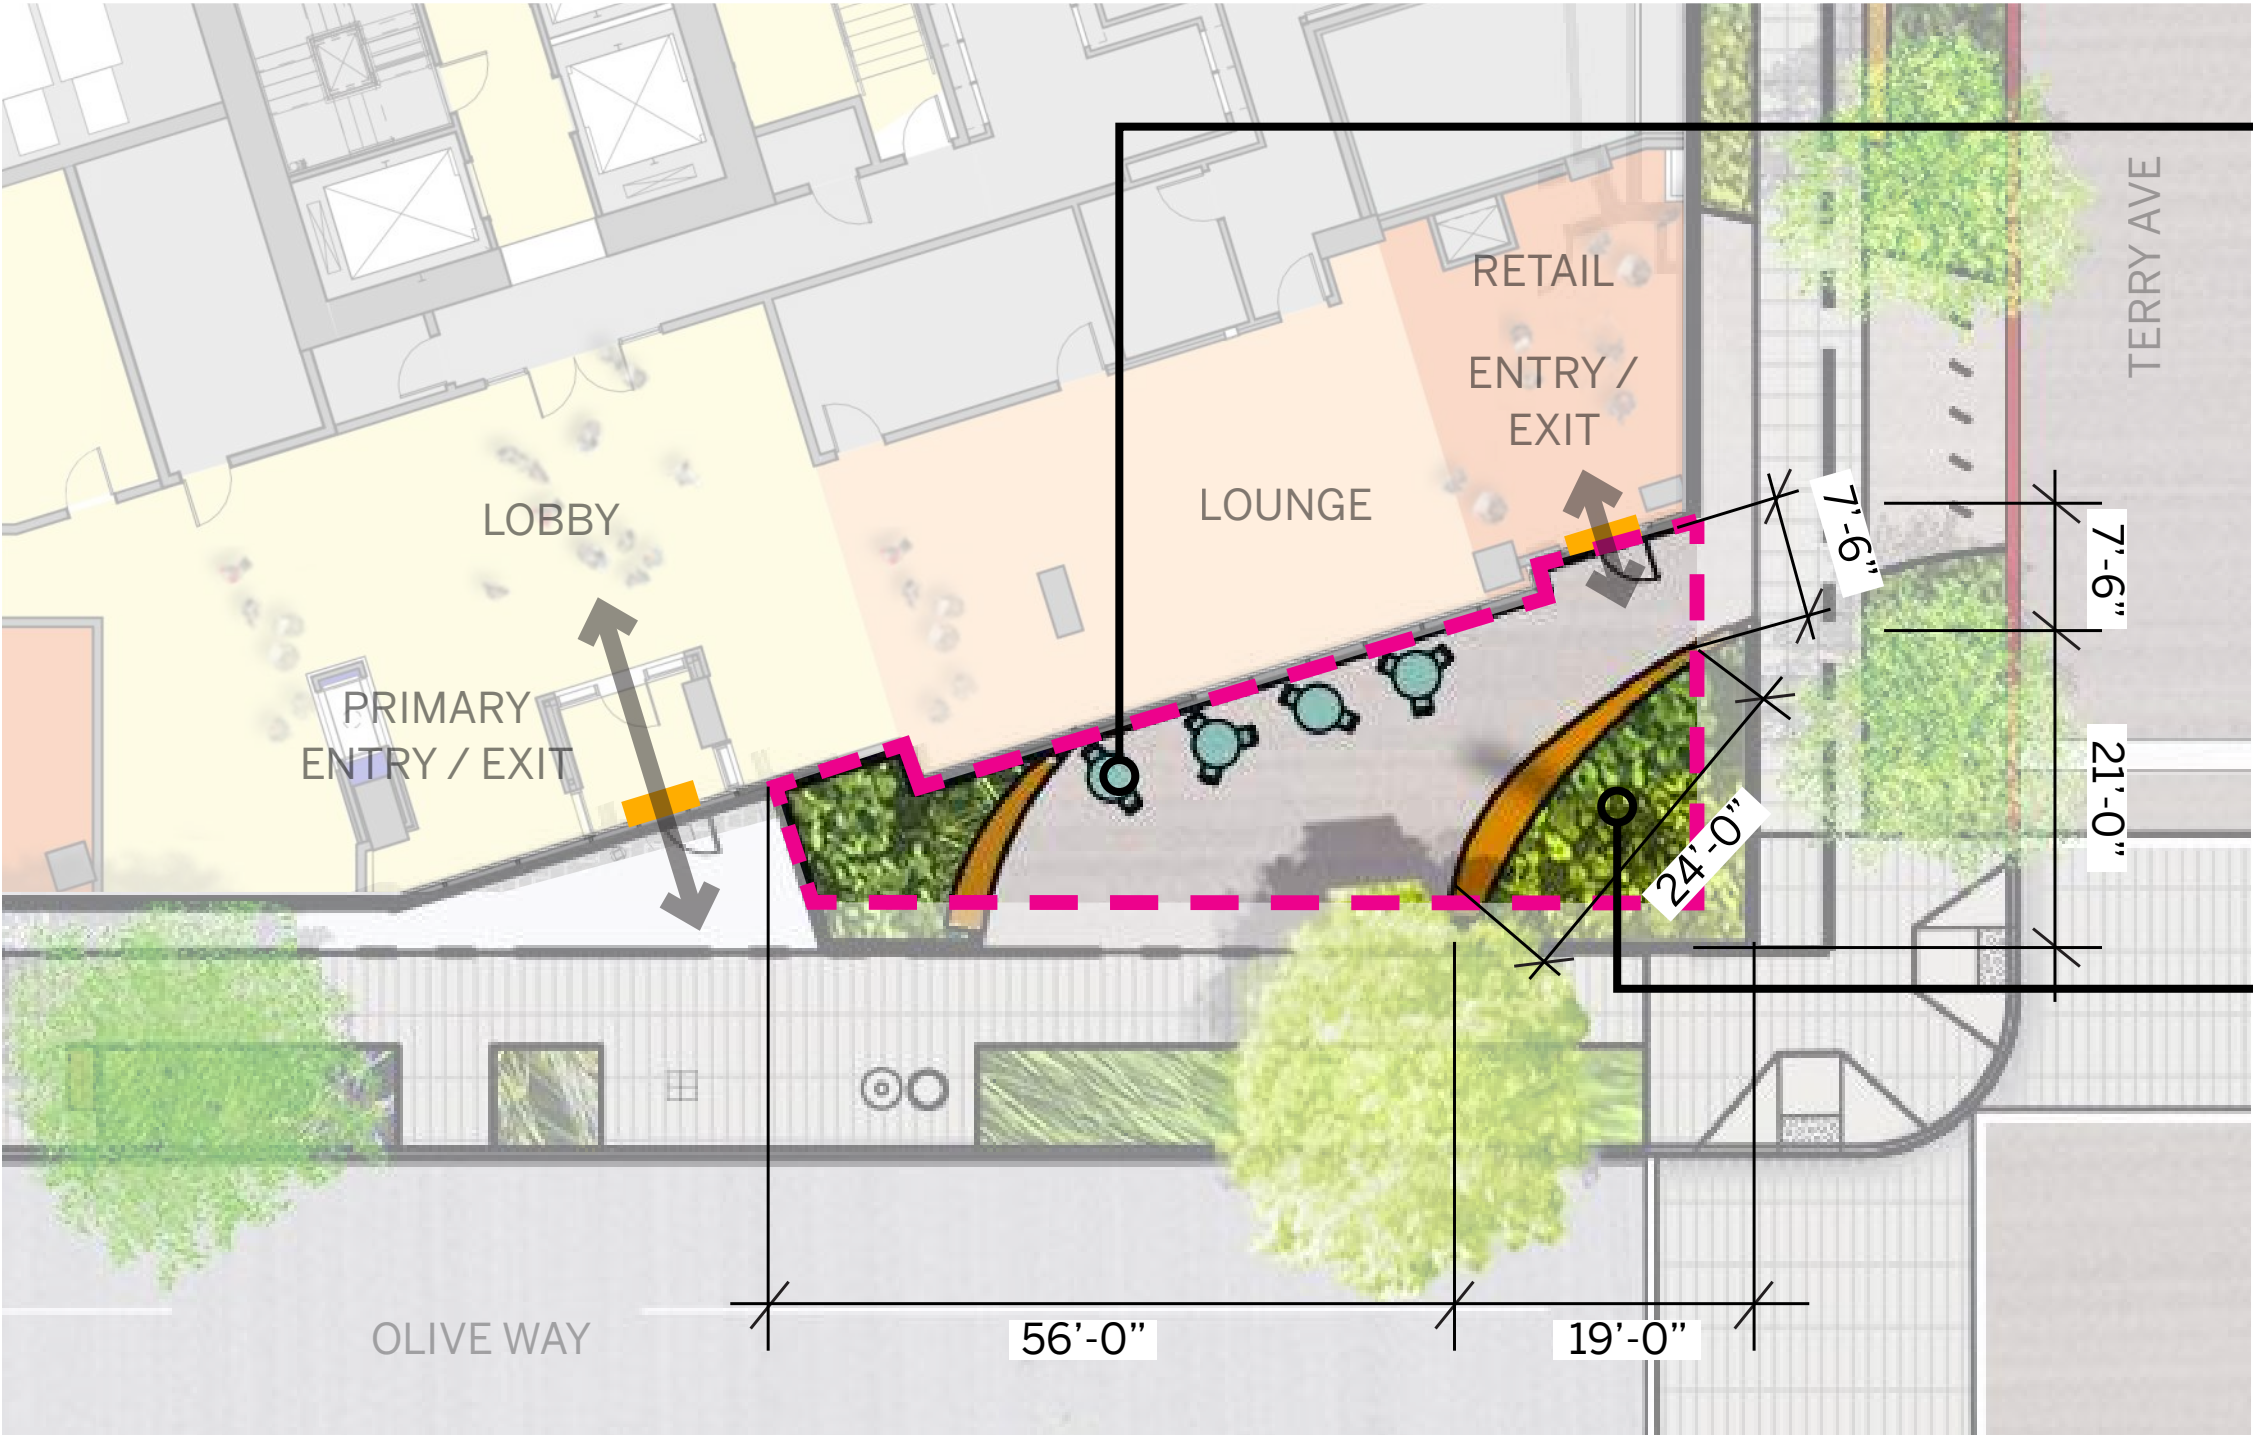 TERRY AVE
RETAIL
ENTRY /
EXIT
LOUNGE
LOBBY
7’-6”
7’-6”
PRIMARY
ENTRY / EXIT
24’-0”
21’-0”
56’-0”
19’-0”
OLIVE WAY